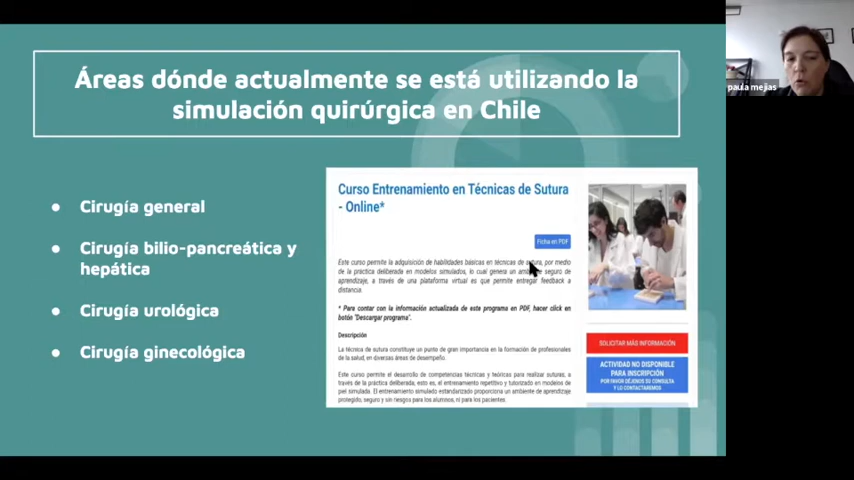 Áreas dónde actualmente se está utilizando la
simulación quirúrgica en Chile
● Cirugía general
● Cirugía bilio-pancreática y
hepática
● Cirugía urológica
● Cirugía ginecológica
Curso Entrenamiento en Técnicas de Sutura
- Online*
Ficha en PDF
Este curso permite la adquisición de habilidades básicas en técnicas de sutura, por medio
de la práctica deliberada en modelos simulados, lo cual genera un ambiente seguro de
aprendizaje, a través de una plataforma virtual es que permite entregar feedback a
distancia.
* Para contar con la información actualizada de este programa en PDF, hacer click en
botón "Descargar programa".
Descripción
La técnica de sutura constituye un punto de gran importancia en la formación de profesionales
de la salud, en diversas áreas de desempeño.
Este curso permite el desarrollo de competencias técnicas y teóricas para realizar suturas, a
través de la práctica deliberada, esto es, el entrenamiento repetitivo y tutorizado en modelos de
piel simulada. El entrenamiento simulado estandarizado proporciona un ambiente de aprendizaje
protegido, seguro y sin riesgos para los alumnos, ni para los pacientes.
SOLICITAR MÁS INFORMACIÓN
ACTIVIDAD NO DISPONIBLE
PARA INSCRIPCIÓN
POR FAVOR DÉJENOS SU CONSULTA
Y LO CONTACTAREMOS
paula mejias